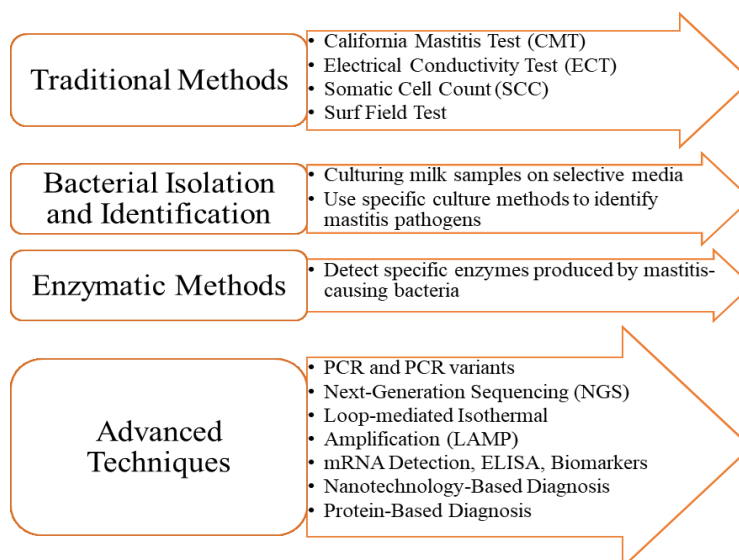 Traditional Methods
• California Mastitis Test (CMT)
• Electrical Conductivity Test (ECT)
• Somatic Cell Count (SCC)
• Surf Field Test
Bacterial Isolation
and Identification
• Culturing milk samples on selective media
• Use specific culture methods to identify
mastitis pathogens
Enzymatic Methods
• Detect specific enzymes produced by mastitis-
causing bacteria
Advanced
Techniques
• PCR and PCR variants
• Next-Generation Sequencing (NGS)
• Loop-mediated Isothermal
• Amplification (LAMP)
• mRNA Detection, ELISA, Biomarkers
• Nanotechnology-Based Diagnosis
• Protein-Based Diagnosis